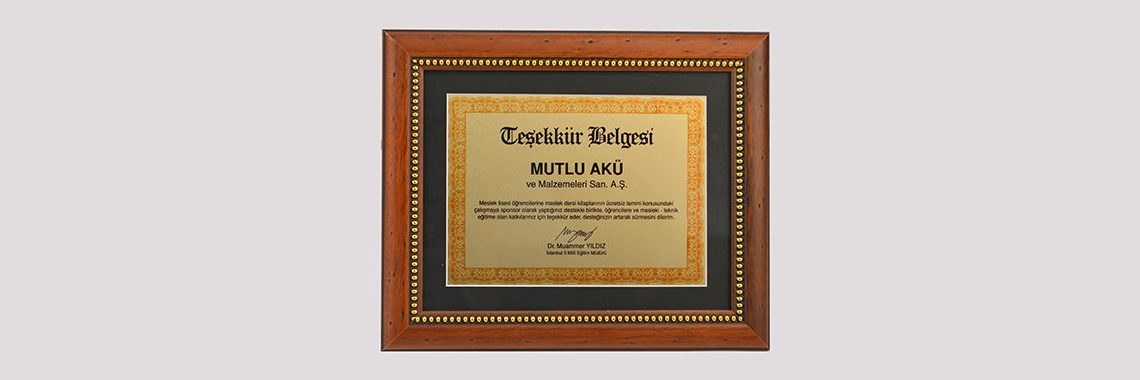 Teşekkür Belgesi
MUTLU AKÜ
ve Malzemeleri San. A.Ş.
Meslek lisesi öğrencilerine meslek dersi kitaplarının ücretsiz temini konusundaki
çalışmaya sponsor olarak yaptığınız destekle birlikte, öğrencilere ve mesleki - teknik
eğitime olan katkılarınız için teşekkür eder, desteğinizin artarak sürmesini dilerim.
Dr. Muammer YILDIZ
İstanbul İl Milli Eğitim Müdürü